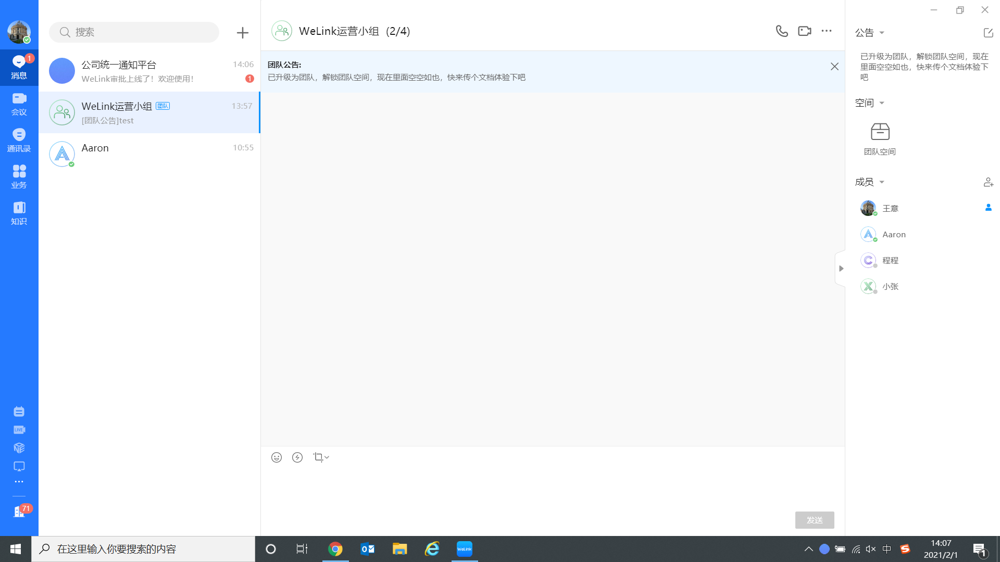 搜索
1
消息
会议
通讯录
业务
知识
LIVE
71
公司统一通知平台
14:06
WeLink审批上线了！欢迎使用！
1
WeLink运营小组 团队
13:57
[团队公告]test
Aaron
10:55
WeLink运营小组 (2/4)
团队公告:
已升级为团队，解锁团队空间，现在里面空空如也，快来传个文档体验下吧
发送
公告
已升级为团队，解锁团队空间，现在
里面空空如也，快来传个文档体验下
吧
空间
团队空间
成员
王意
Aaron
程程
小张
在这里输入你要搜索的内容
WeLink
中
14:07
2021/2/1
1